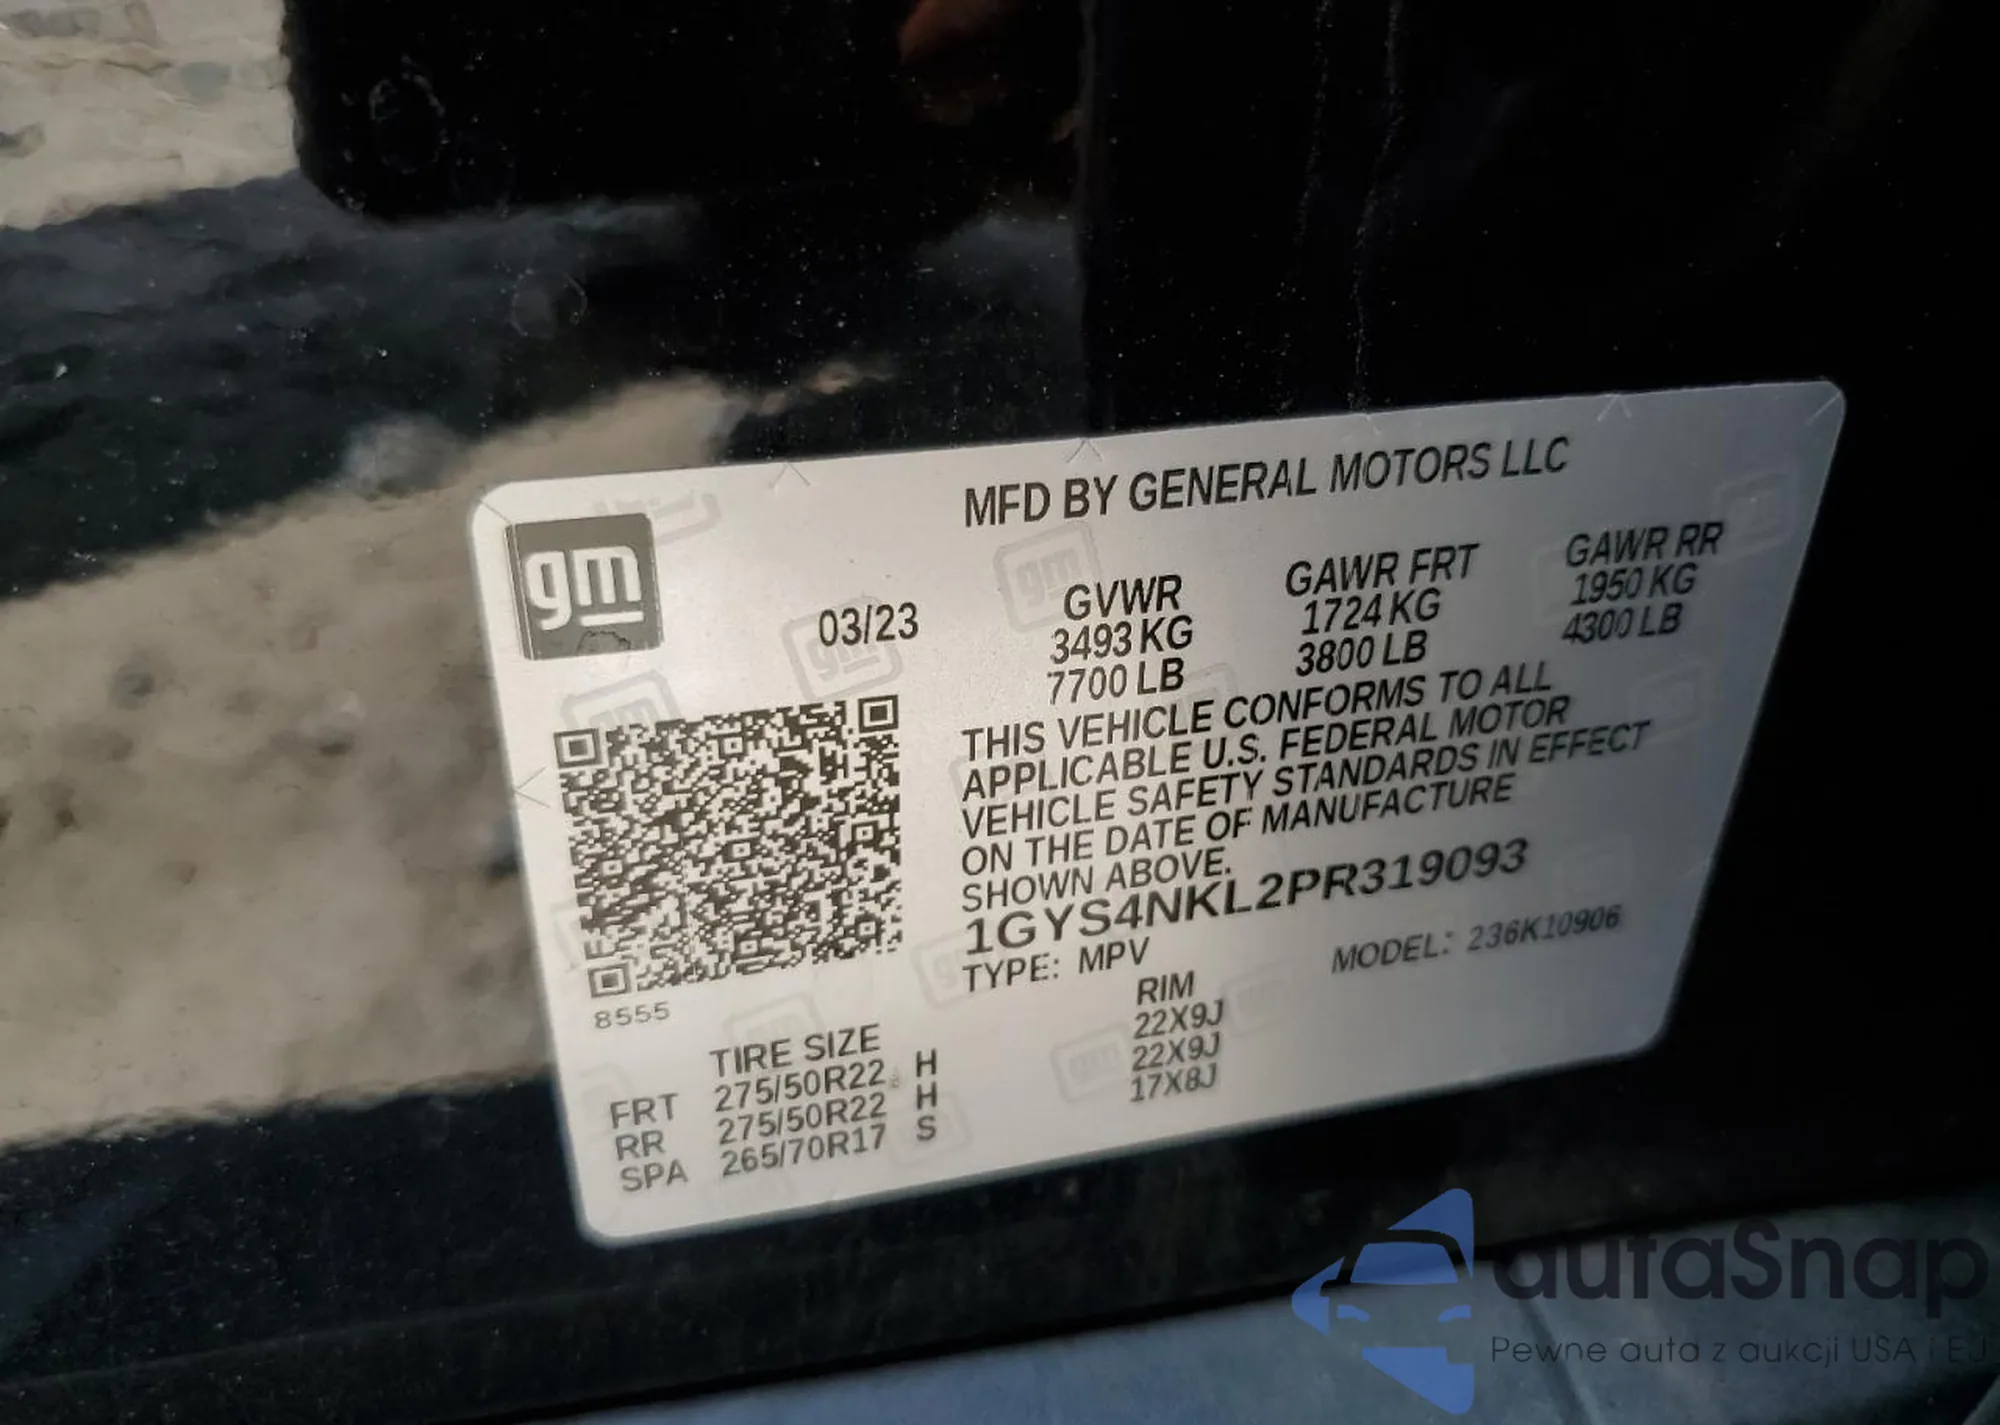 MFD BY GENERAL MOTORS LLC
gm
03/23
GVWR GAWR FRT GAWR RR
3493 KG 1724 KG 1950 KG
7700 LB 3800 LB 4300 LB
THIS VEHICLE CONFORMS TO ALL
APPLICABLE U.S. FEDERAL MOTOR
VEHICLE SAFETY STANDARDS IN EFFECT
ON THE DATE OF MANUFACTURE
SHOWN ABOVE.
1GYS4NKL2PR319093
TYPE: MPV MODEL: 236K10906
8555
TIRE SIZE RIM
FRT 275/50R22 H 22X9J
RR 275/50R22 H 22X9J
SPA 265/70R17 S 17X8J
autaSnap
Pewne auta z aukcji USA i EU